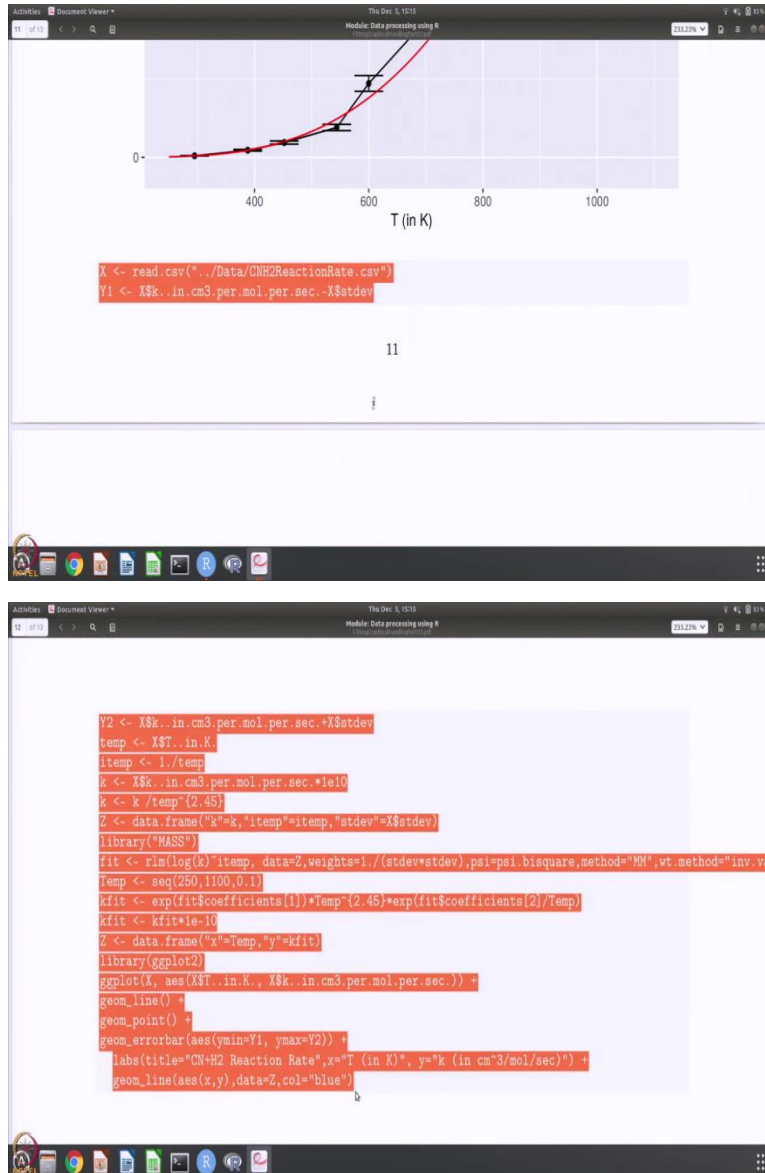 Activities Document Viewer Thu Dec 5, 15:15
11 of 13 Module: Data processing using R 233.23%
0
400 600 800 1000
T (in K)
X <- read.csv("../Data/CNH2ReactionRate.csv")
Y1 <- X$k..in.cm3.per.mol.per.sec.-X$stdev
11
NPTEL
Activities Document Viewer Thu Dec 5, 15:15
12 of 13 Module: Data processing using R 233.23%
Y2 <- X$k..in.cm3.per.mol.per.sec.+X$stdev
temp <- X$T..in.K.
itemp <- 1./temp
k <- X$k..in.cm3.per.mol.per.sec.*1e10
k <- k /temp^{2.45}
Z <- data.frame("k"=k,"itemp"=itemp,"stdev"=X$stdev)
library("MASS")
fit <- rlm(log(k)~itemp, data=Z,weights=1./(stdev*stdev),psi=psi.bisquare,method="MM",wt.method="inv.va
Temp <- seq(250,1100,0.1)
kfit <- exp(fit$coefficients[1])*Temp^{2.45}*exp(fit$coefficients[2]/Temp)
kfit <- kfit*1e-10
Z <- data.frame("x"=Temp,"y"=kfit)
library(ggplot2)
ggplot(X, aes(X$T..in.K., X$k..in.cm3.per.mol.per.sec.)) +
geom_line() +
geom_point() +
geom_errorbar(aes(ymin=Y1, ymax=Y2)) +
labs(title="CN+H2 Reaction Rate",x="T (in K)", y="k (in cm^3/mol/sec)") +
geom_line(aes(x,y),data=Z,col="blue")
NPTEL